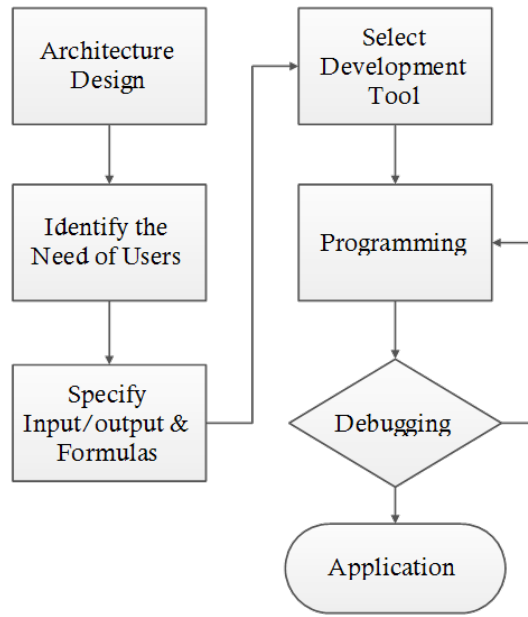 Architecture
Design
Identify the
Need of Users
Specify
Input/output &
Formulas
Select
Development
Tool
Programming
Debugging
Application